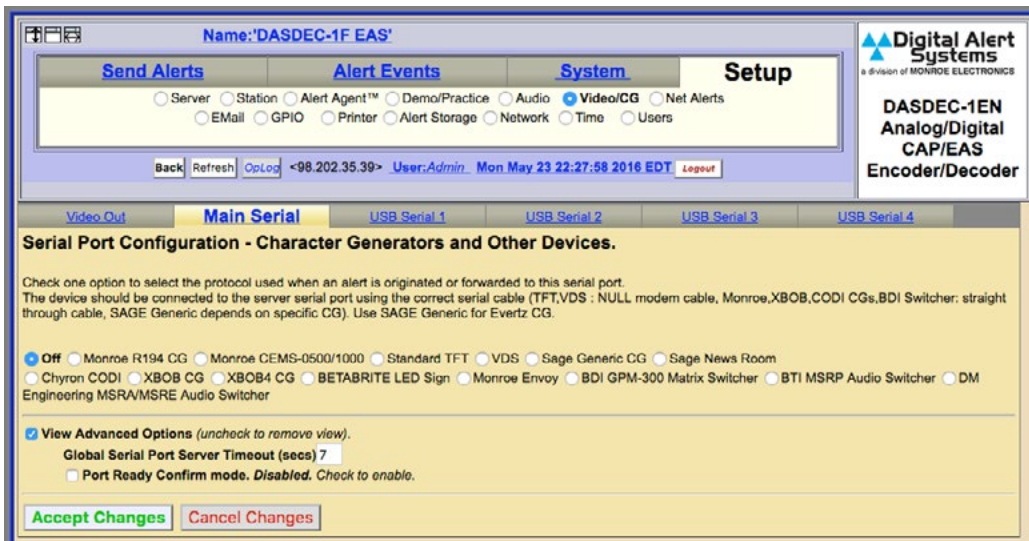 Name:'DASDEC-1F EAS'
Send Alerts Alert Events System Setup
Server Station Alert Agent™ Demo/Practice Audio Video/CG Net Alerts
EMail GPIO Printer Alert Storage Network Time Users
Back Refresh OpLog <98.202.35.39> User:Admin Mon May 23 22:27:58 2016 EDT Logout
Digital Alert
Systems
a division of MONROE ELECTRONICS
DASDEC-1EN
Analog/Digital
CAP/EAS
Encoder/Decoder
Video Out Main Serial USB Serial 1 USB Serial 2 USB Serial 3 USB Serial 4
Serial Port Configuration - Character Generators and Other Devices.
Check one option to select the protocol used when an alert is originated or forwarded to this serial port.
The device should be connected to the server serial port using the correct serial cable (TFT,VDS : NULL modem cable, Monroe,XBOB,CODI CGs,BDI Switcher: straight
through cable, SAGE Generic depends on specific CG). Use SAGE Generic for Evertz CG.
Off Monroe R194 CG Monroe CEMS-0500/1000 Standard TFT VDS Sage Generic CG Sage News Room
Chyron CODI XBOB CG XBOB4 CG BETABRITE LED Sign Monroe Envoy BDI GPM-300 Matrix Switcher BTI MSRP Audio Switcher DM
Engineering MSRA/MSRE Audio Switcher
View Advanced Options (uncheck to remove view).
Global Serial Port Server Timeout (secs) 7
Port Ready Confirm mode. Disabled. Check to enable.
Accept Changes Cancel Changes